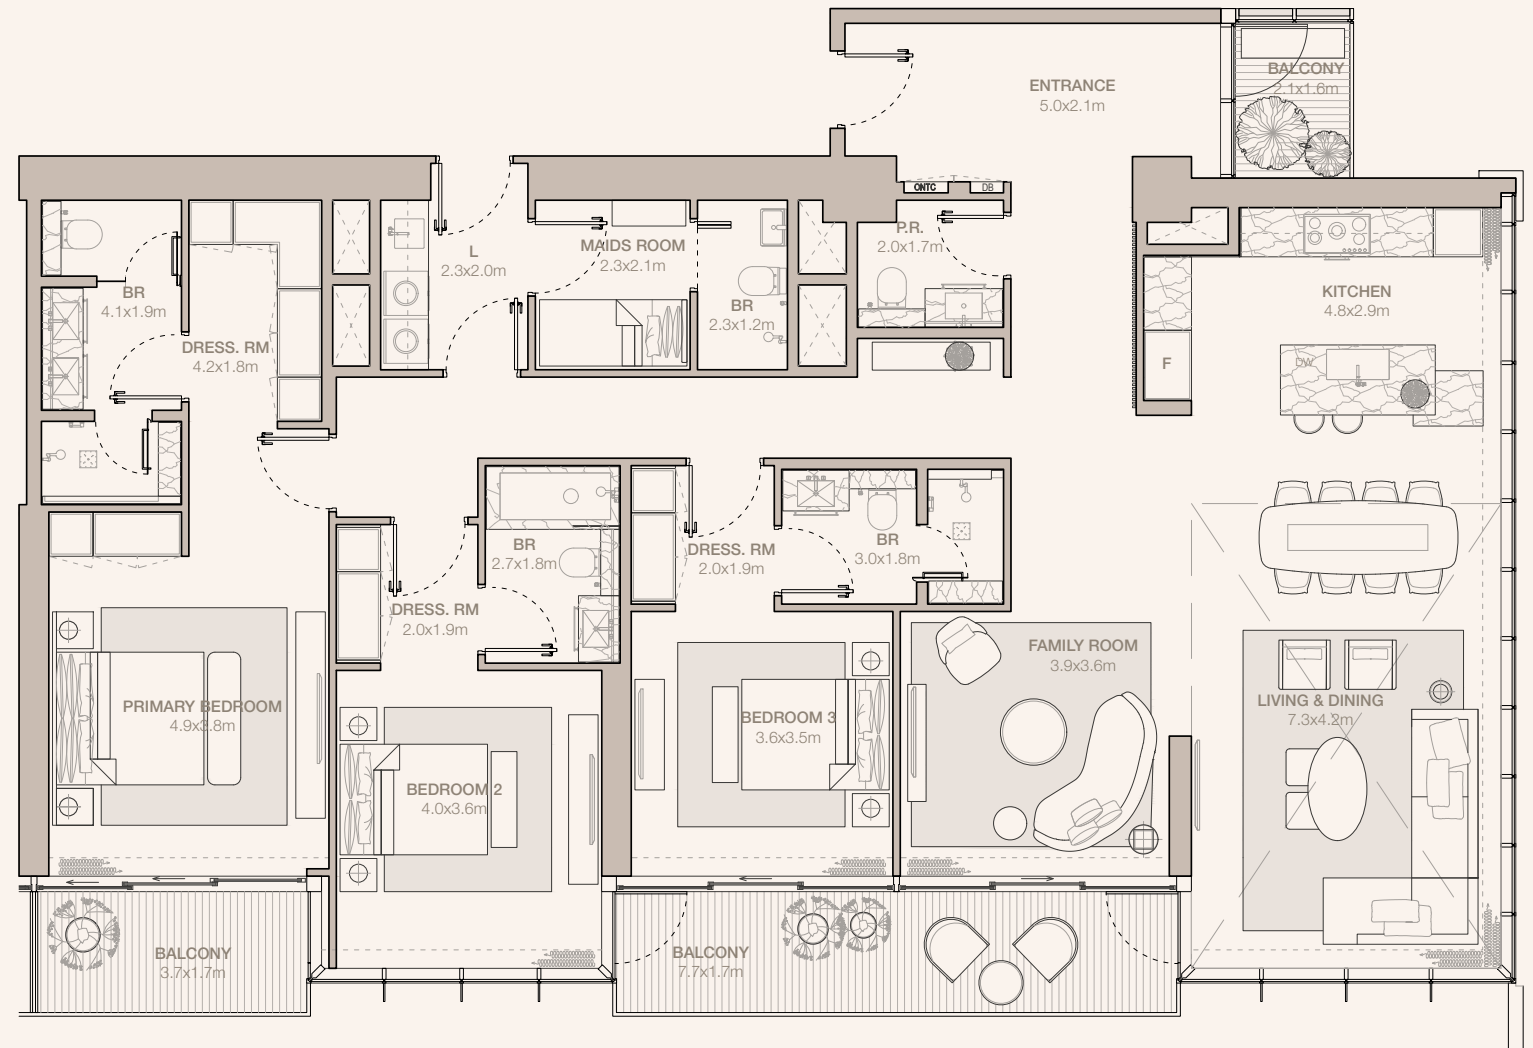 ENTRANCE
5.0x2.1m
BALCONY
2.1x1.6m
ONTC
DB
P.R.
2.0x1.7m
L
2.3x2.0m
MAIDS ROOM
2.3x2.1m
BR
2.3x1.2m
BR
4.1x1.9m
DRESS. RM
4.2x1.8m
KITCHEN
4.8x2.9m
F
DW
BR
2.7x1.8m
DRESS. RM
2.0x1.9m
DRESS. RM
2.0x1.9m
BR
3.0x1.8m
FAMILY ROOM
3.9x3.6m
PRIMARY BEDROOM
4.9x3.8m
BEDROOM 2
4.0x3.6m
BEDROOM 3
3.6x3.5m
LIVING & DINING
7.3x4.2m
BALCONY
3.7x1.7m
BALCONY
7.7x1.7m